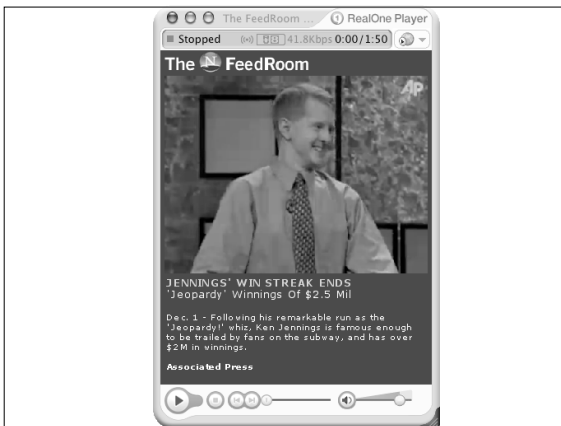 The FeedRoom ... RealOne Player
Stopped 41.8Kbps 0:00/1:50
The N FeedRoom
AP
JENNINGS' WIN STREAK ENDS
'Jeopardy' Winnings Of $2.5 Mil
Dec. 1 - Following his remarkable run as the
'Jeopardy!' whiz, Ken Jennings is famous enough
to be trailed by fans on the subway, and has over
$2M in winnings.
Associated Press